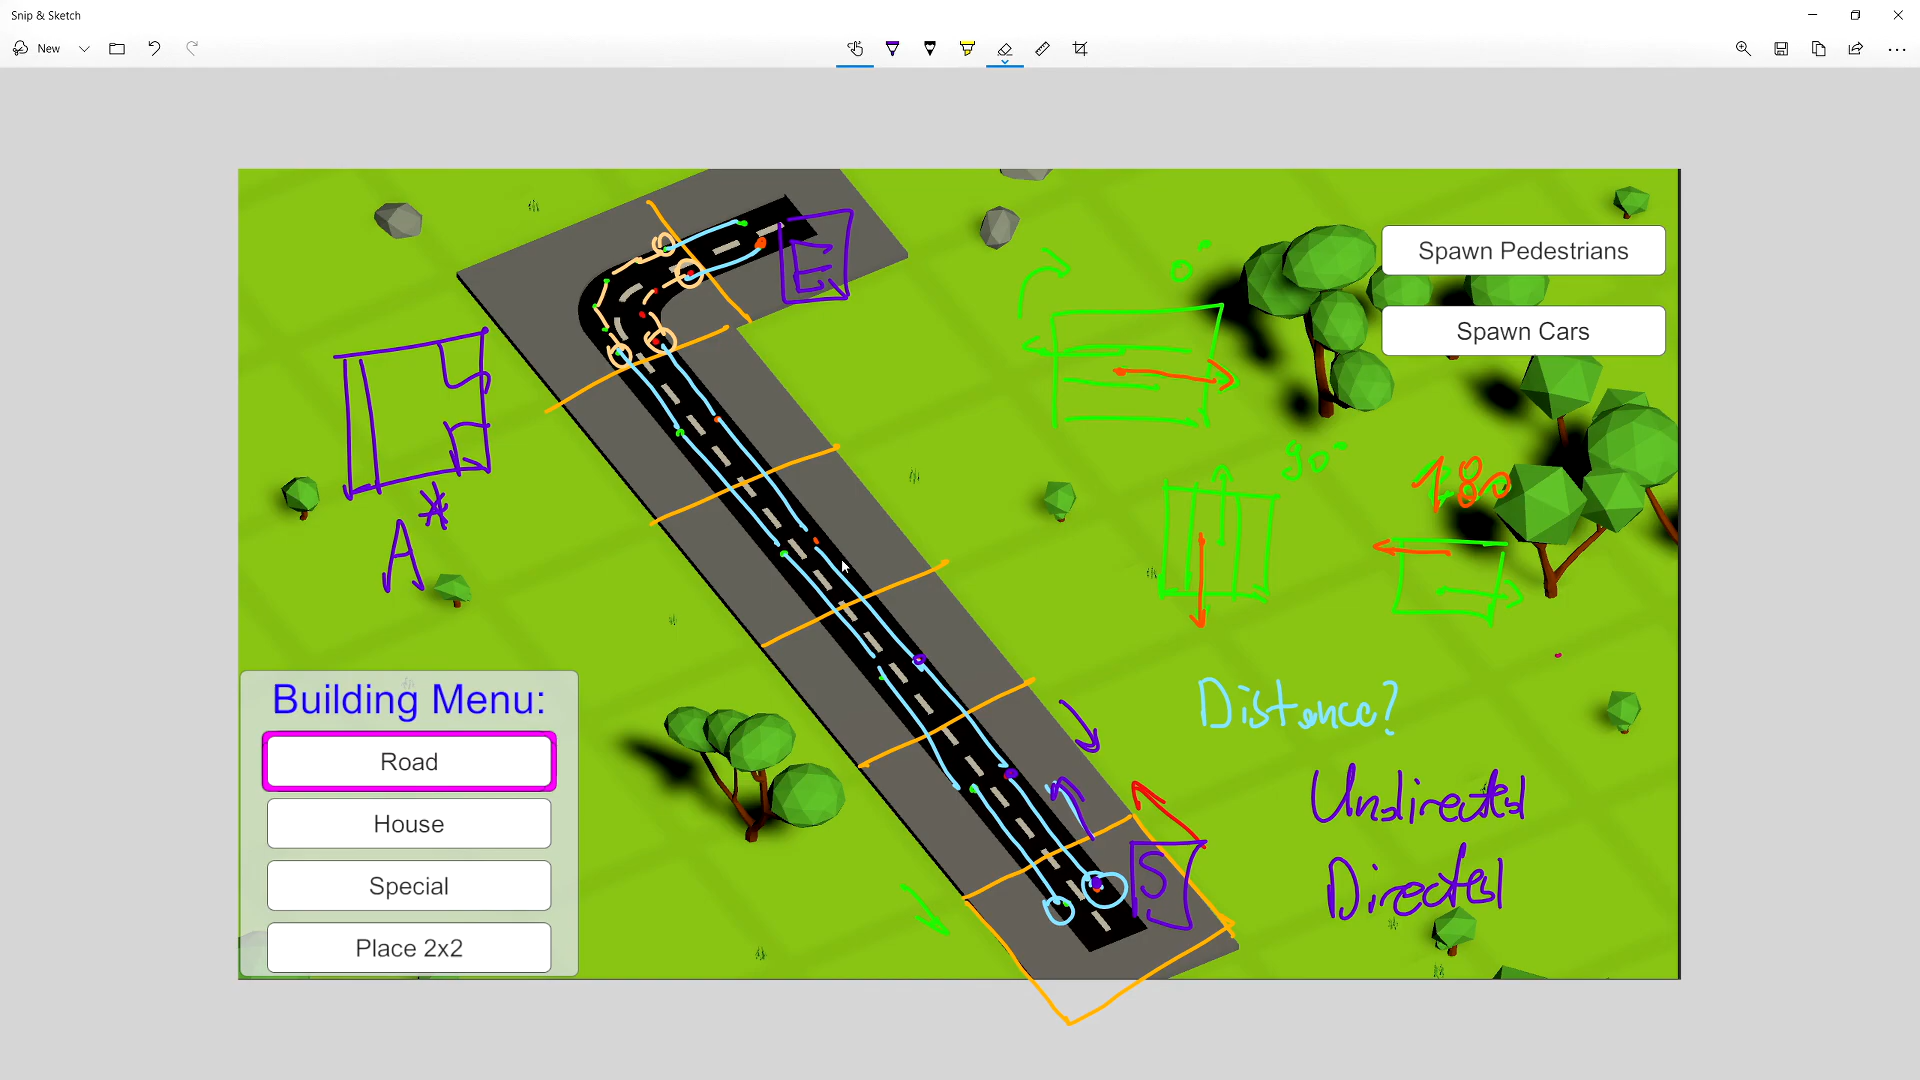 Snip & Sketch
New
E
0°
Spawn Pedestrians
Spawn Cars
90°
180
A*
Building Menu:
Road
House
Special
Place 2x2
Distance?
Undirected
Directed
S